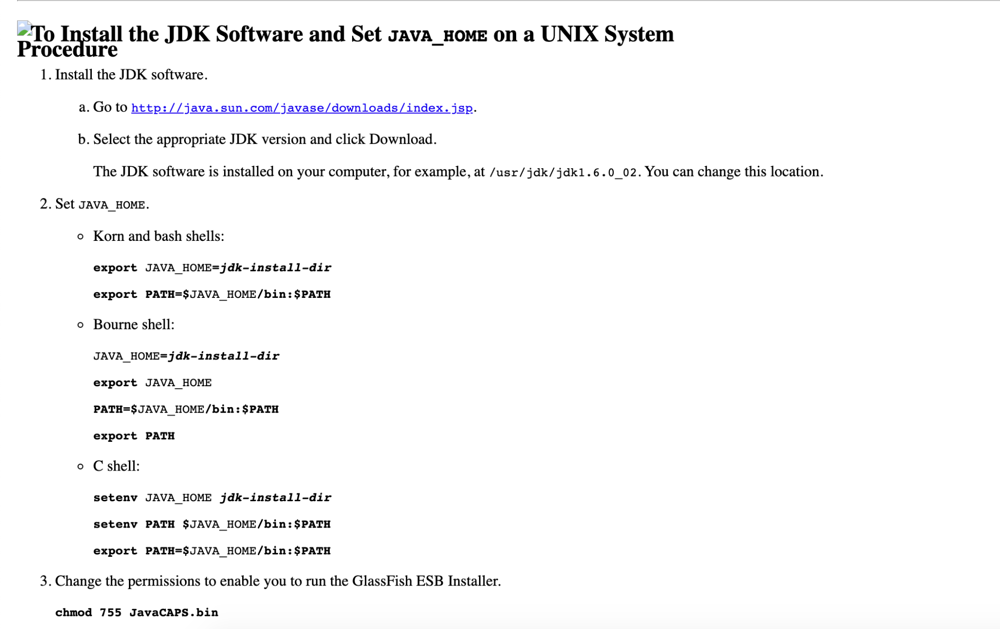 To Install the JDK Software and Set JAVA_HOME on a UNIX System
Procedure
1. Install the JDK software.
a. Go to http://java.sun.com/javase/downloads/index.jsp.
b. Select the appropriate JDK version and click Download.
The JDK software is installed on your computer, for example, at /usr/jdk/jdk1.6.0_02. You can change this location.
2. Set JAVA_HOME.
Korn and bash shells:
export JAVA_HOME=jdk-install-dir
export PATH=$JAVA_HOME/bin:$PATH
Bourne shell:
JAVA_HOME=jdk-install-dir
export JAVA_HOME
PATH=$JAVA_HOME/bin:$PATH
export PATH
C shell:
setenv JAVA_HOME jdk-install-dir
setenv PATH $JAVA_HOME/bin:$PATH
export PATH=$JAVA_HOME/bin:$PATH
3. Change the permissions to enable you to run the GlassFish ESB Installer.
chmod 755 JavaCAPS.bin